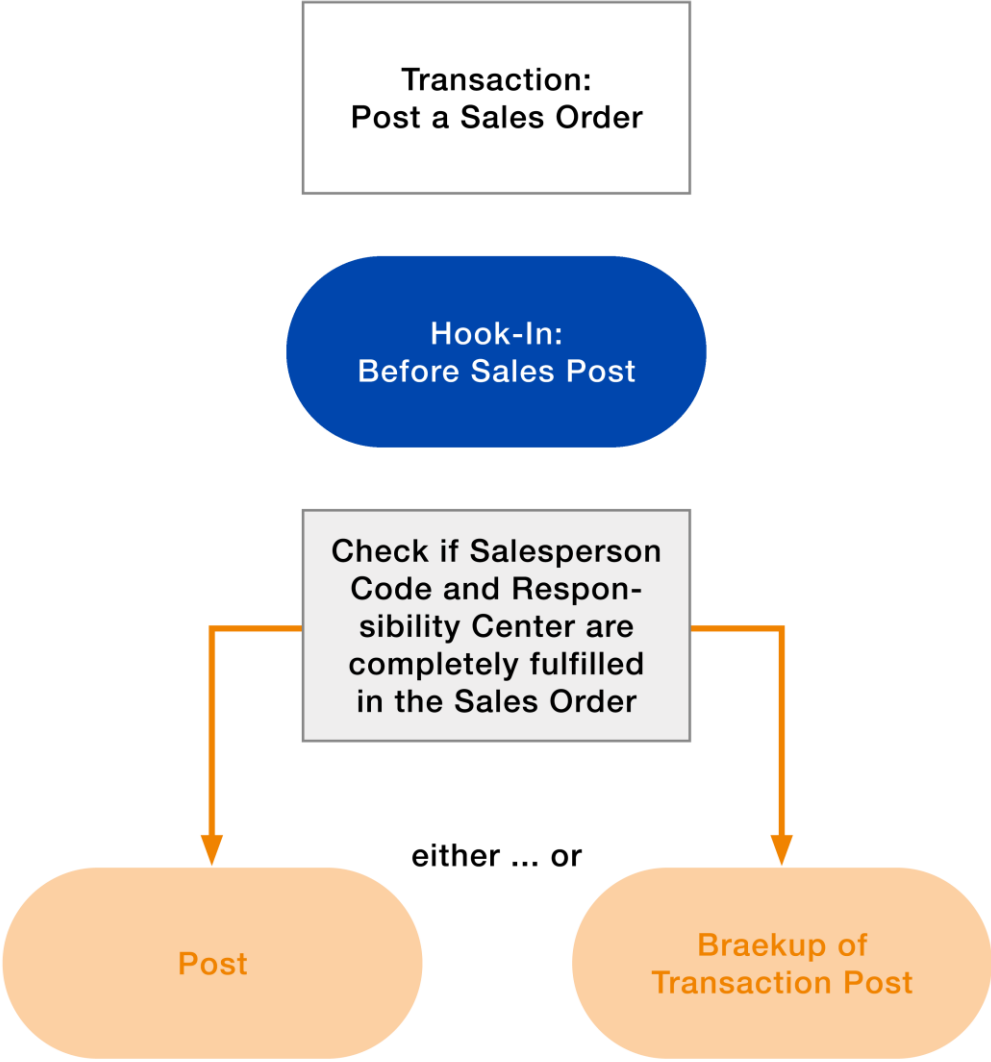 Transaction:
Post a Sales Order
Hook-In:
Before Sales Post
Check if Salesperson
Code and Respon-
sibility Center are
completely fulfilled
in the Sales Order
either ... or
Post
Braekup of
Transaction Post